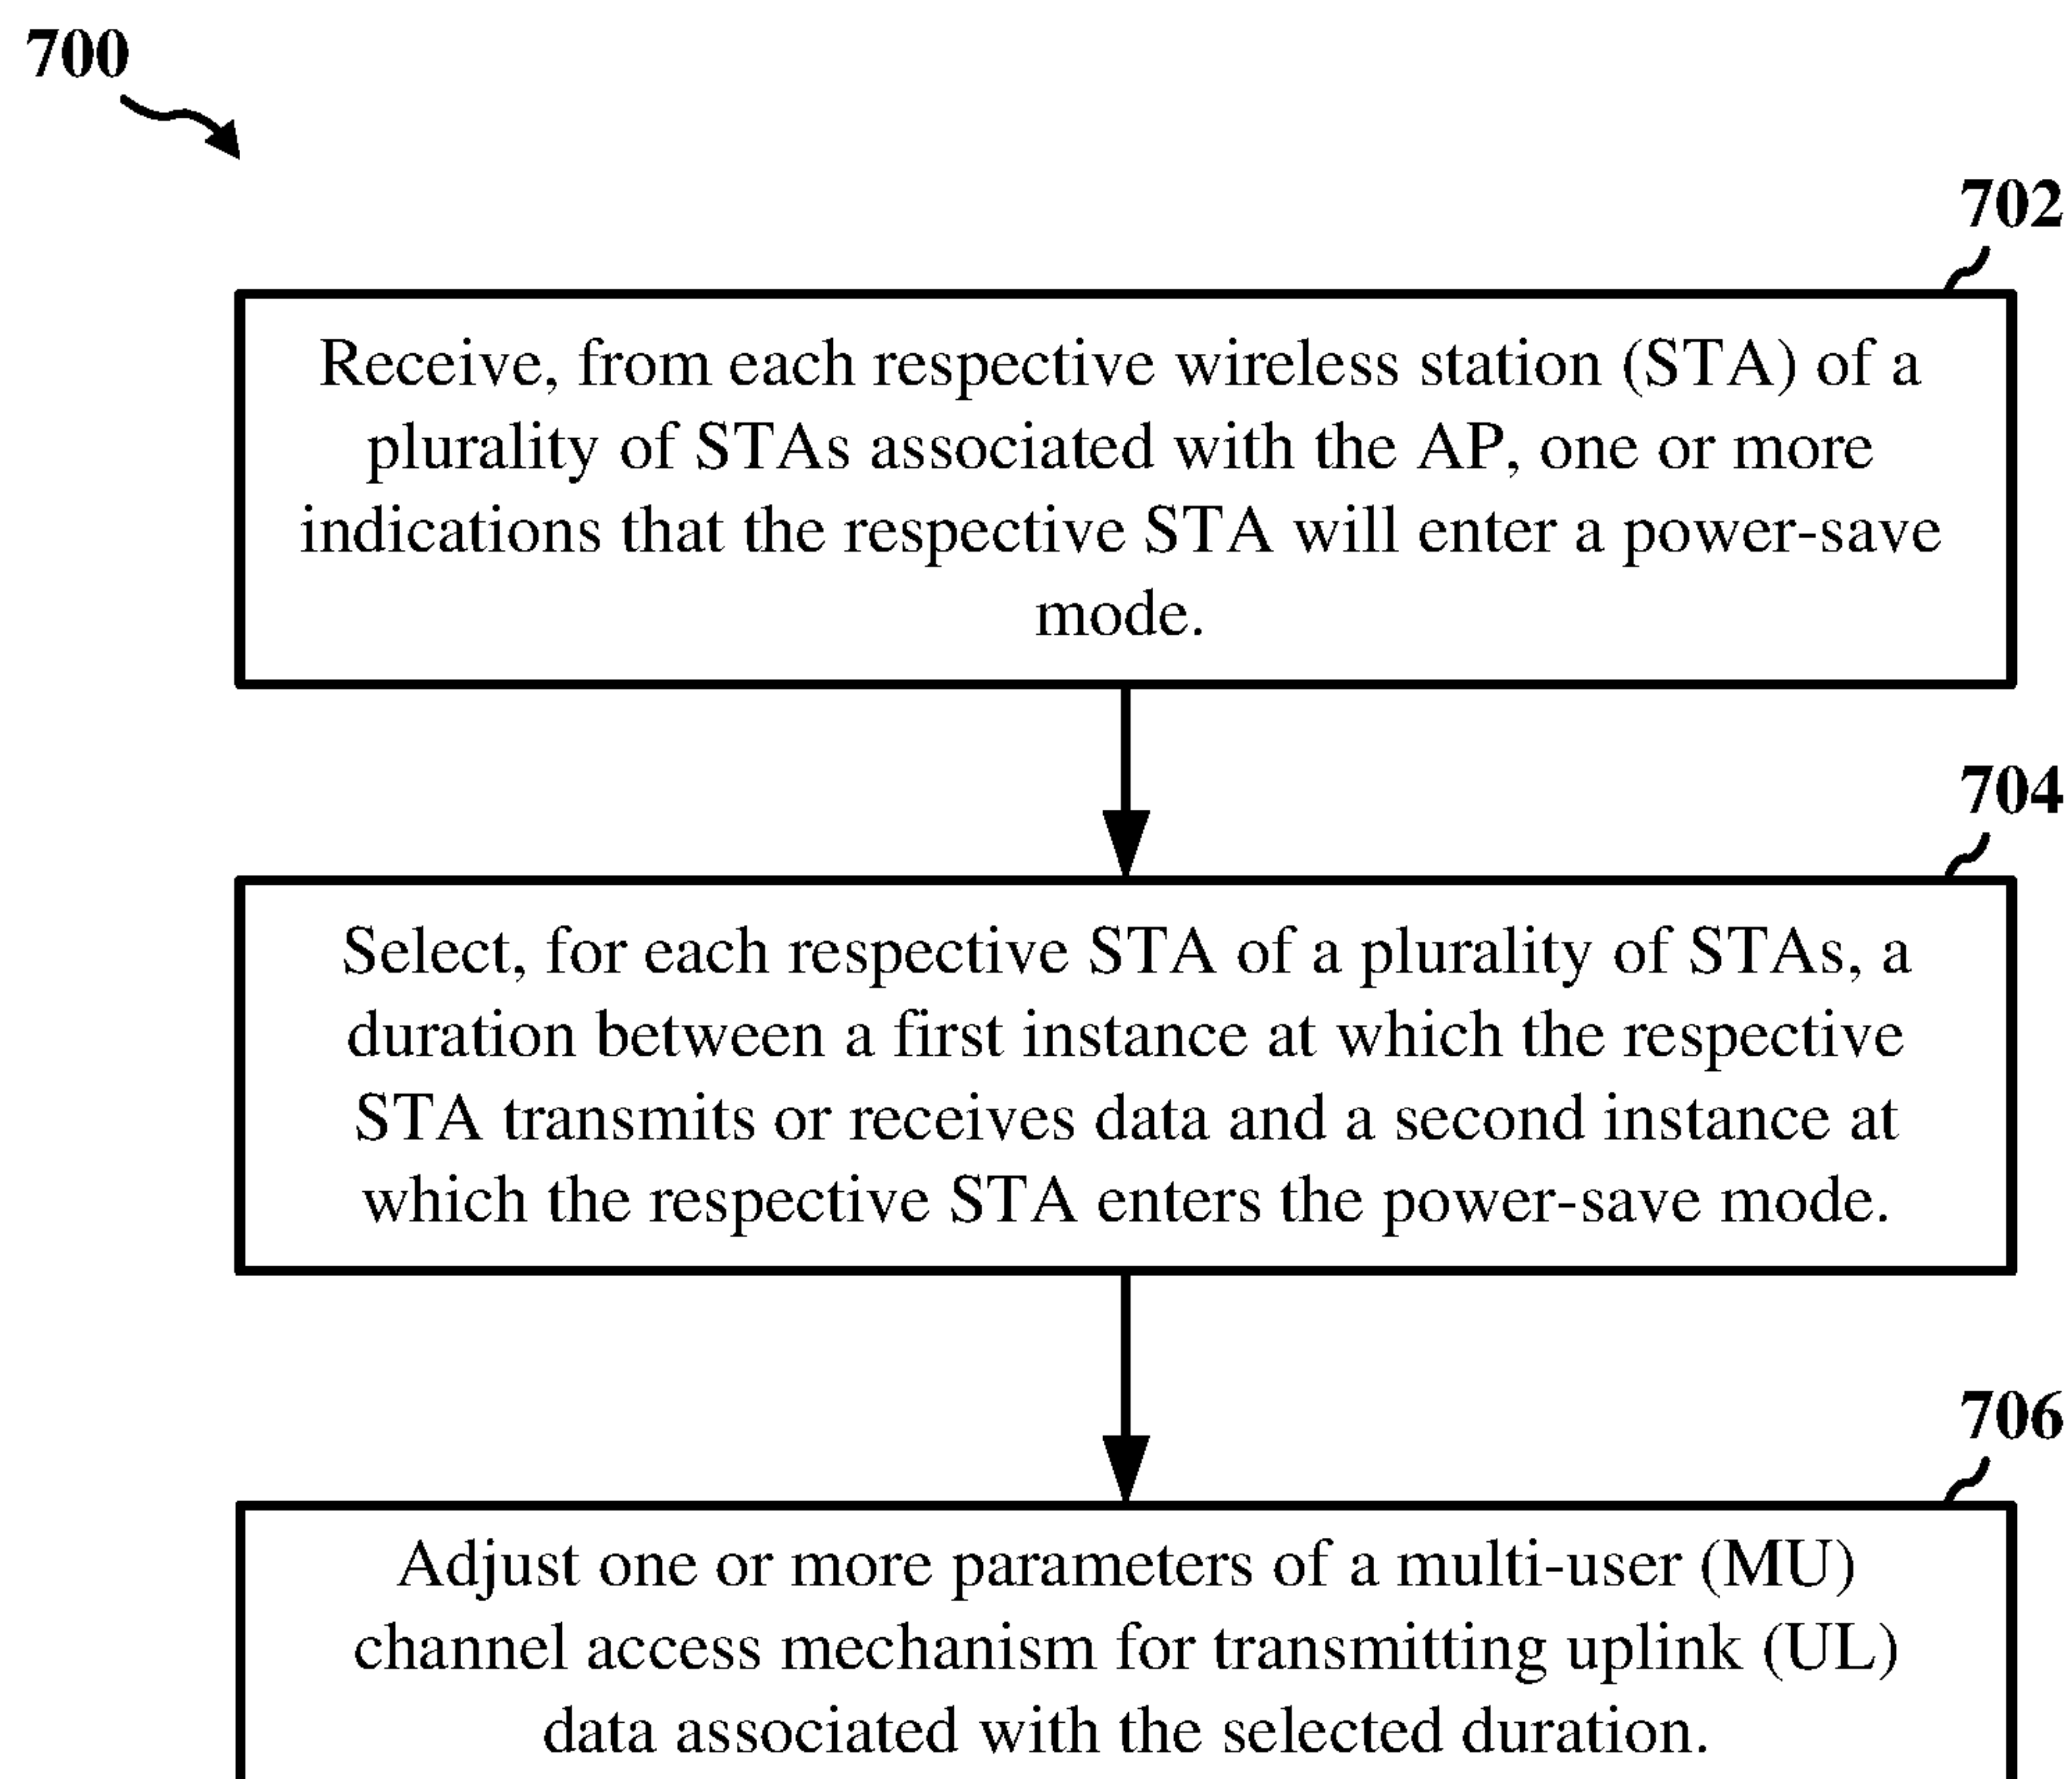 700
702
Receive, from each respective wireless station (STA) of a
plurality of STAs associated with the AP, one or more
indications that the respective STA will enter a power-save
mode.
704
Select, for each respective STA of a plurality of STAs, a
duration between a first instance at which the respective
STA transmits or receives data and a second instance at
which the respective STA enters the power-save mode.
706
Adjust one or more parameters of a multi-user (MU)
channel access mechanism for transmitting uplink (UL)
data associated with the selected duration.